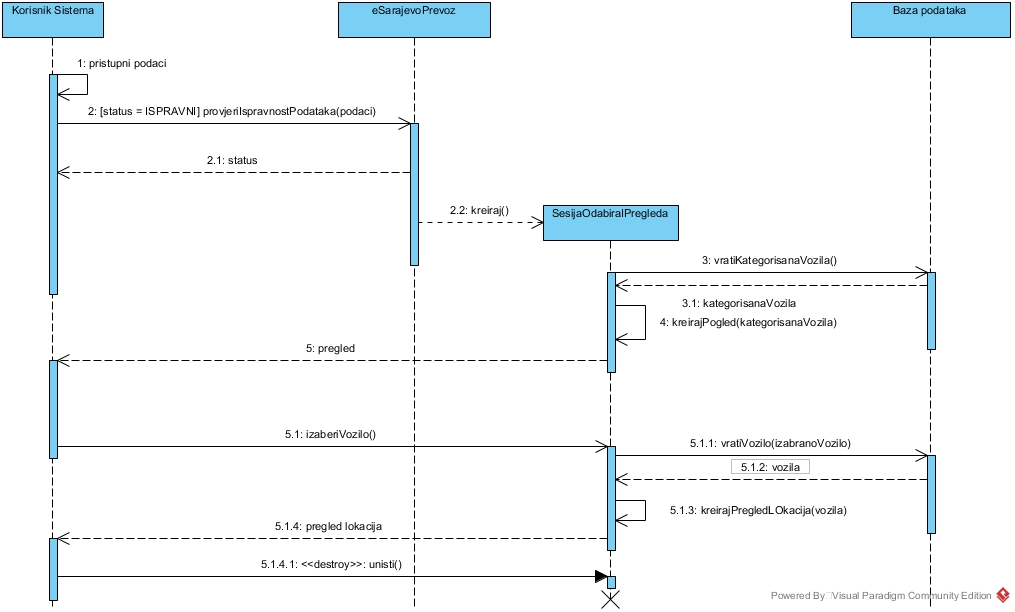 Korisnik Sistema
eSarajevoPrevoz
Baza podataka
1: pristupni podaci
2: [status = ISPRAVNI] provjeriIspravnostPodataka(podaci)
2.1: status
2.2: kreiraj()
SesijaOdabiraIPregleda
3: vratiKategorisanaVozila()
3.1: kategorisanaVozila
4: kreirajPogled(kategorisanaVozila)
5: pregled
5.1: izaberiVozilo()
5.1.1: vratiVozilo(izabranoVozilo)
5.1.2: vozila
5.1.3: kreirajPregledLOkacija(vozila)
5.1.4: pregled lokacija
5.1.4.1: <<destroy>>: unisti()
Powered By Visual Paradigm Community Edition